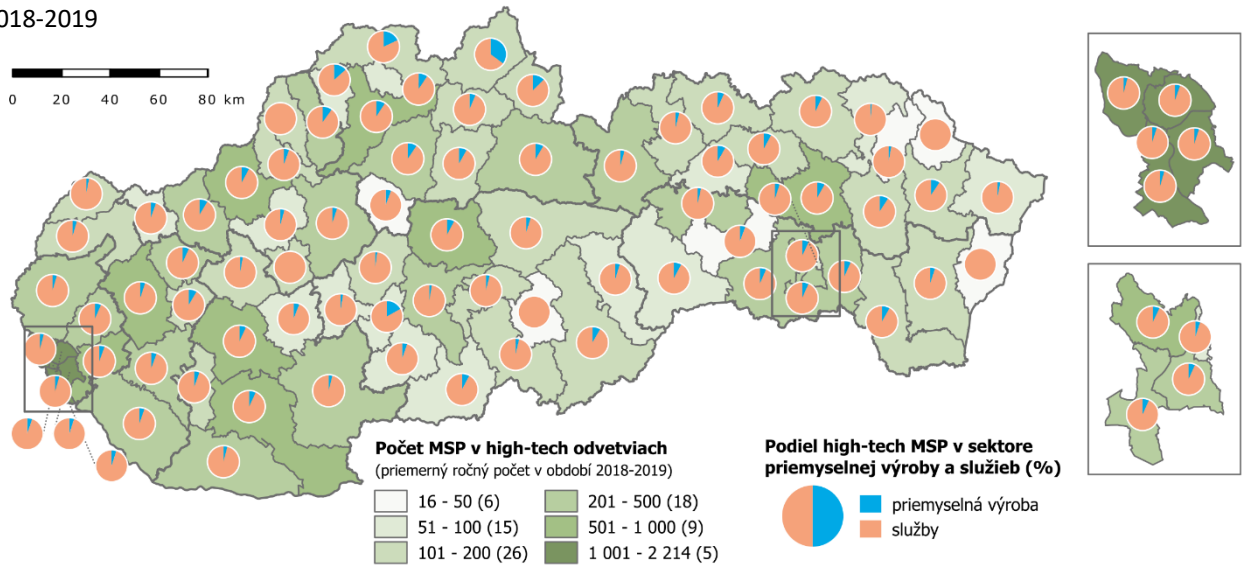 018-2019
0 20 40 60 80 km
Počet MSP v high-tech odvetviach
(priemerný ročný počet v období 2018-2019)
16 - 50 (6)
51 - 100 (15)
101 - 200 (26)
201 - 500 (18)
501 - 1 000 (9)
1 001 - 2 214 (5)
Podiel high-tech MSP v sektore
priemyselnej výroby a služieb (%)
priemyselná výroba
služby